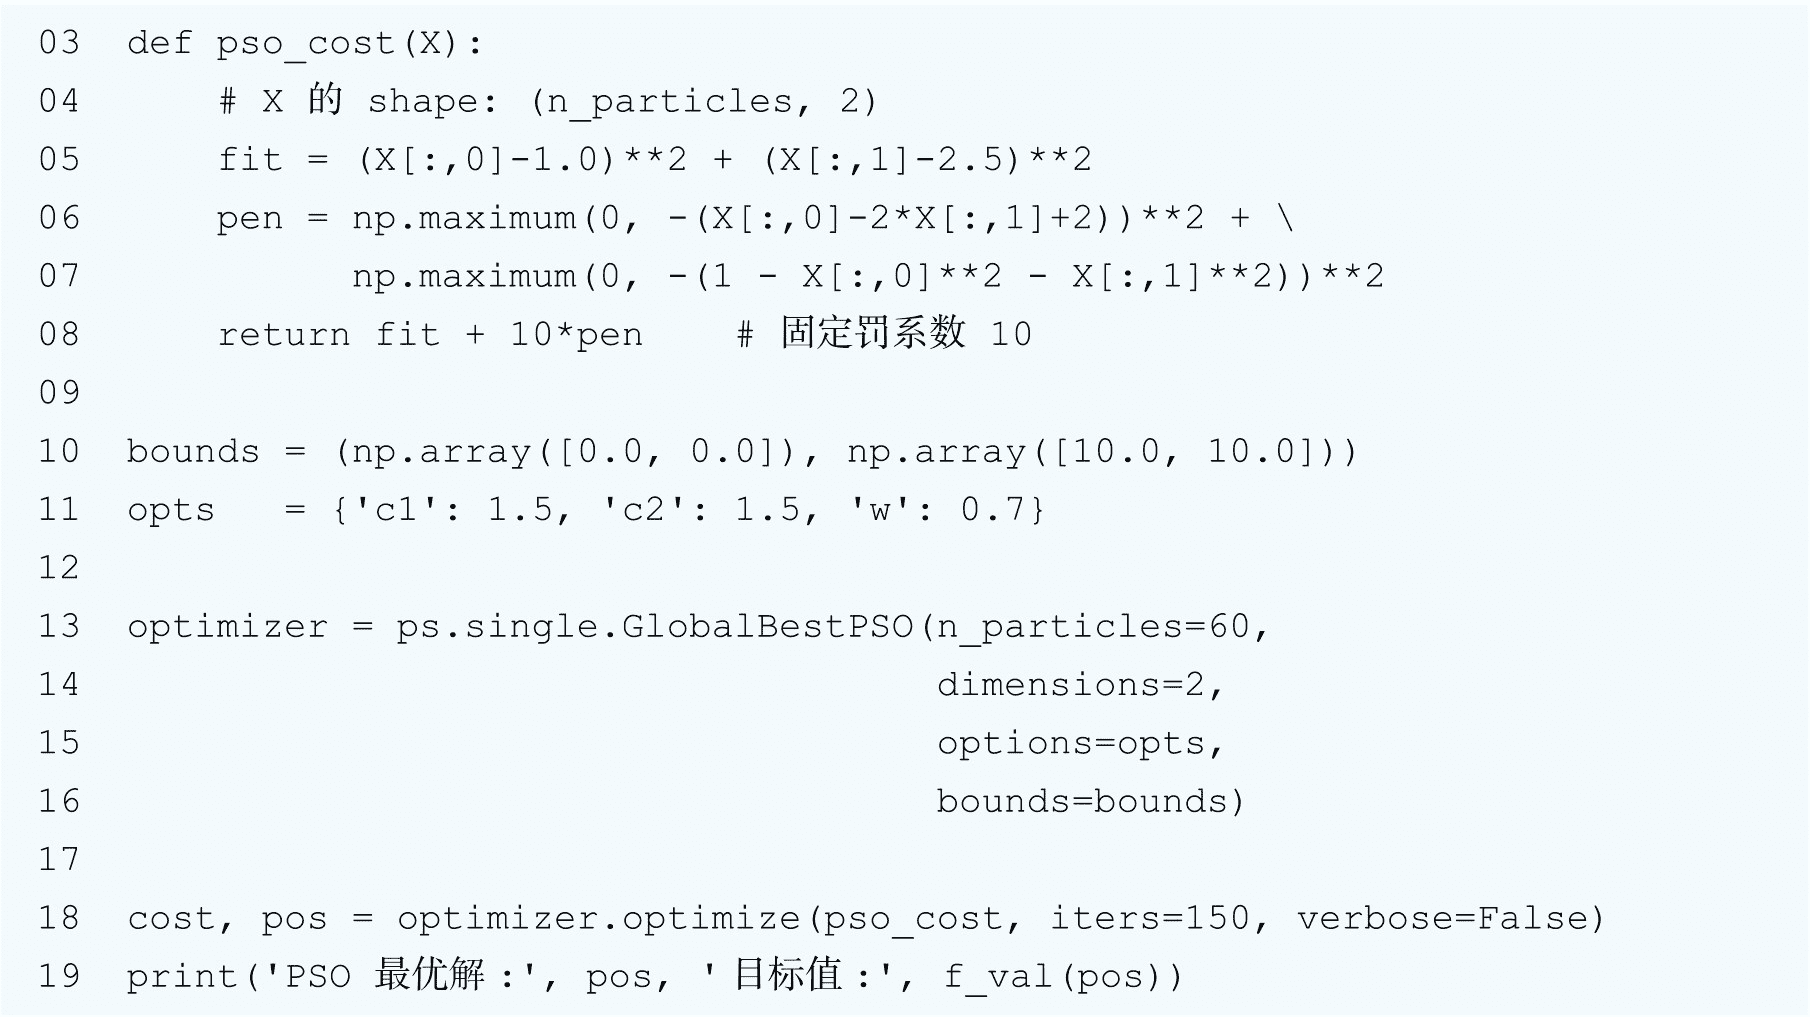 03  def pso_cost(X):
04      # X 的 shape: (n_particles, 2)
05      fit = (X[:,0]-1.0)**2 + (X[:,1]-2.5)**2
06      pen = np.maximum(0, -(X[:,0]-2*X[:,1]+2))**2 + \
07            np.maximum(0, -(1 - X[:,0]**2 - X[:,1]**2))**2
08      return fit + 10*pen    # 固定罚系数 10
09
10  bounds = (np.array([0.0, 0.0]), np.array([10.0, 10.0]))
11  opts   = {'c1': 1.5, 'c2': 1.5, 'w': 0.7}
12
13  optimizer = ps.single.GlobalBestPSO(n_particles=60,
14                                      dimensions=2,
15                                      options=opts,
16                                      bounds=bounds)
17
18  cost, pos = optimizer.optimize(pso_cost, iters=150, verbose=False)
19  print('PSO 最优解:', pos, '目标值:', f_val(pos))